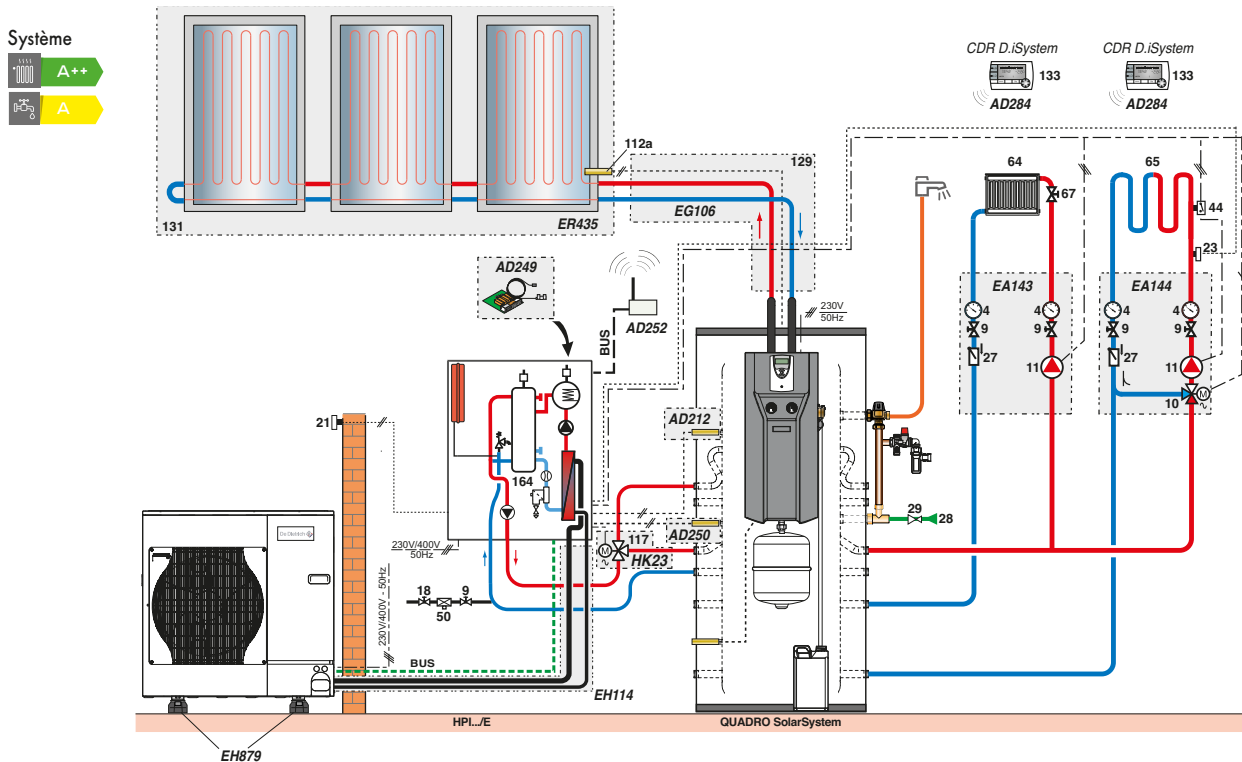 Système
A++
A
CDR D.iSystem
133
AD284
CDR D.iSystem
133
AD284
112a
129
131
ER435
EG106
64
67
65
44
23
AD249
AD252
BUS
230V
50Hz
EA143
4
4
9
9
27
11
EA144
4
4
9
9
27
11
10
M
21
164
AD212
AD250
117
M
HK23
29
28
230V/400V
50Hz
230V/400V - 50Hz
18
9
50
De Dietrich
BUS
EH114
HPI.../E
QUADRO SolarSystem
EH879